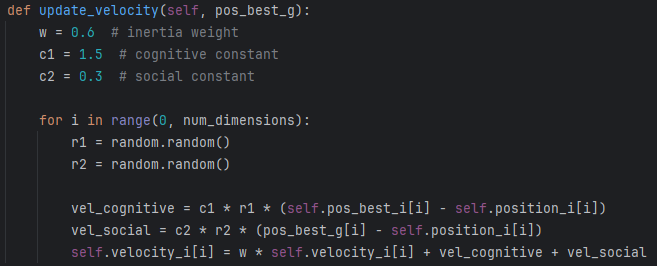 def update_velocity(self, pos_best_g):
    w = 0.6  # inertia weight
    c1 = 1.5  # cognitive constant
    c2 = 0.3  # social constant

    for i in range(0, num_dimensions):
        r1 = random.random()
        r2 = random.random()

        vel_cognitive = c1 * r1 * (self.pos_best_i[i] - self.position_i[i])
        vel_social = c2 * r2 * (pos_best_g[i] - self.position_i[i])
        self.velocity_i[i] = w * self.velocity_i[i] + vel_cognitive + vel_social